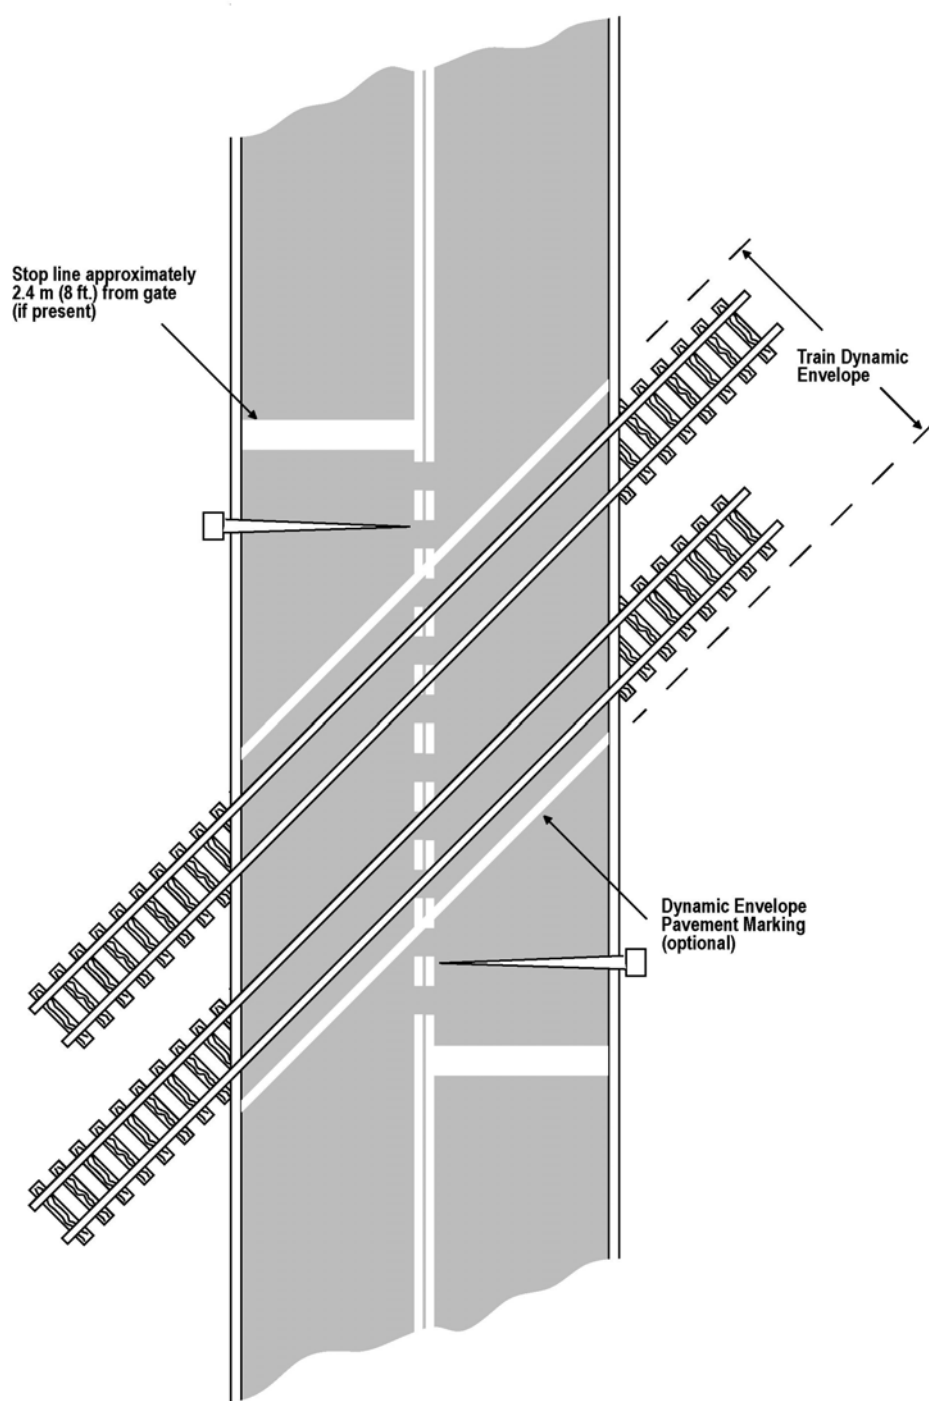 Stop line approximately
2.4 m (8 ft.) from gate
(if present)
Train Dynamic
Envelope
Dynamic Envelope
Pavement Marking
(optional)